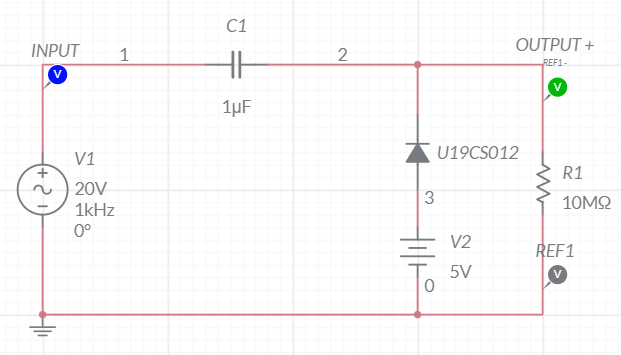 C1
INPUT
1
2
OUTPUT +
REF1-
V
V
1µF
V1
+
20V
1kHz
0°
U19CS012
R1
10MΩ
3
V2
5V
0
REF1
V